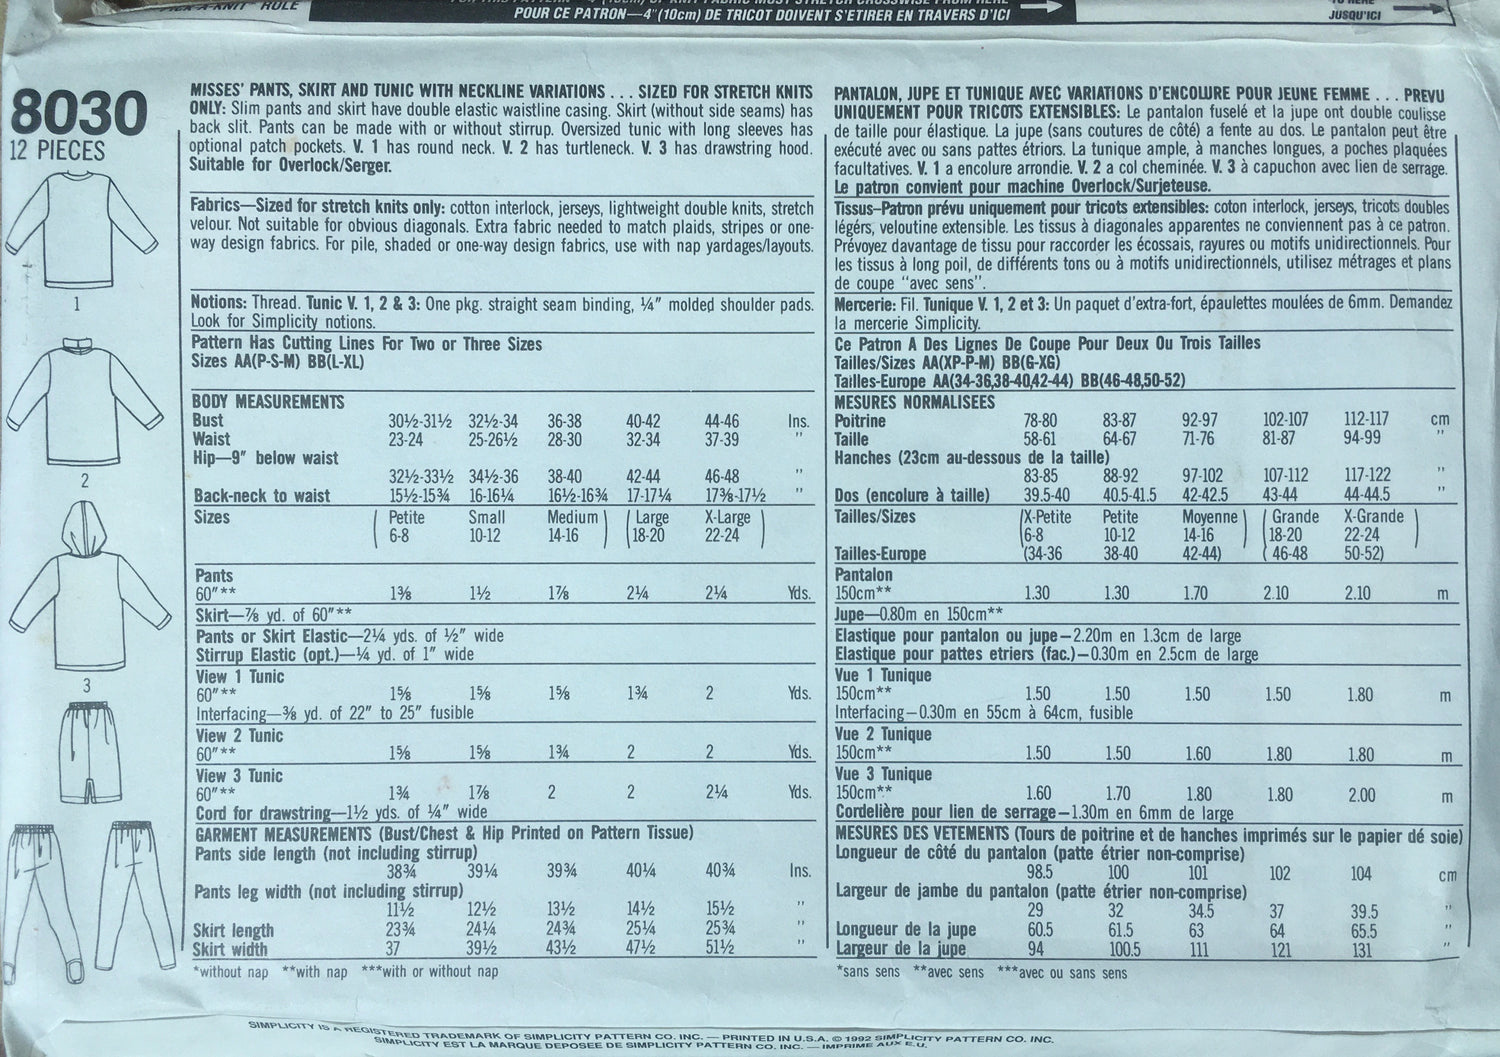 PICK-A-KNIT® RULE
POUR CE PATRON—4"(10cm) DE TRICOT DOIVENT S'ETIRER EN TRAVERS D'ICI
TO HERE
JUSQU'ICI
8030
12 PIECES
1
2
3
MISSES' PANTS, SKIRT AND TUNIC WITH NECKLINE VARIATIONS . . . SIZED FOR STRETCH KNITS
ONLY: Slim pants and skirt have double elastic waistline casing. Skirt (without side seams) has
back slit. Pants can be made with or without stirrup. Oversized tunic with long sleeves has
optional patch pockets. V. 1 has round neck. V. 2 has turtleneck. V. 3 has drawstring hood.
Suitable for Overlock/Serger.
Fabrics—Sized for stretch knits only: cotton interlock, jerseys, lightweight double knits, stretch
velour. Not suitable for obvious diagonals. Extra fabric needed to match plaids, stripes or one-
way design fabrics. For pile, shaded or one-way design fabrics, use with nap yardages/layouts.
Notions: Thread. Tunic V. 1, 2 & 3: One pkg. straight seam binding, ¼" molded shoulder pads.
Look for Simplicity notions.
Pattern Has Cutting Lines For Two or Three Sizes
Sizes AA(P-S-M) BB(L-XL)
BODY MEASUREMENTS
Bust 30½-31½ 32½-34 36-38 40-42 44-46 Ins.
Waist 23-24 25-26½ 28-30 32-34 37-39 "
Hip—9" below waist
32½-33½ 34½-36 38-40 42-44 46-48 "
Back-neck to waist 15½-15¾ 16-16¼ 16½-16¾ 17-17¼ 17⅜-17½ "
Sizes ( Petite Small Medium ) ( Large X-Large )
6-8 10-12 14-16 18-20 22-24
Pants
60"** 1⅜ 1½ 1⅞ 2¼ 2¼ Yds.
Skirt—⅞ yd. of 60"**
Pants or Skirt Elastic—2¼ yds. of ½" wide
Stirrup Elastic (opt.)—¼ yd. of 1" wide
View 1 Tunic
60"** 1⅝ 1⅝ 1⅝ 1¾ 2 Yds.
Interfacing—⅜ yd. of 22" to 25" fusible
View 2 Tunic
60"** 1⅝ 1⅝ 1¾ 2 2 Yds.
View 3 Tunic
60"** 1¾ 1⅞ 2 2 2¼ Yds.
Cord for drawstring—1½ yds. of ¼" wide
GARMENT MEASUREMENTS (Bust/Chest & Hip Printed on Pattern Tissue)
Pants side length (not including stirrup)
38¾ 39¼ 39¾ 40¼ 40¾ Ins.
Pants leg width (not including stirrup)
11½ 12½ 13½ 14½ 15½ "
Skirt length 23¾ 24¼ 24¾ 25¼ 25¾ "
Skirt width 37 39½ 43½ 47½ 51½ "
*without nap **with nap ***with or without nap
PANTALON, JUPE ET TUNIQUE AVEC VARIATIONS D'ENCOLURE POUR JEUNE FEMME . . . PREVU
UNIQUEMENT POUR TRICOTS EXTENSIBLES: Le pantalon fuselé et la jupe ont double coulisse
de taille pour élastique. La jupe (sans coutures de côté) a fente au dos. Le pantalon peut être
exécuté avec ou sans pattes étriors. La tunique ample, à manches longues, a poches plaquées
facultatives. V. 1 a encolure arrondie. V. 2 a col cheminée. V. 3 à capuchon avec lien de serrage.
Le patron convient pour machine Overlock/Surjeteuse.
Tissus–Patron prévu uniquement pour tricots extensibles: coton interlock, jerseys, tricots doubles
légérs, veloutine extensible. Les tissus à diagonales apparentes ne conviennent pas à ce patron.
Prévoyez davantage de tissu pour raccorder les écossais, rayures ou motifs unidirectionnels. Pour
les tissus à long poil, de différents tons ou à motifs unidirectionnels, utilisez métrages et plans
de coupe "avec sens".
Mercerie: Fil. Tunique V. 1, 2 et 3: Un paquet d'extra-fort, épaulettes moulées de 6mm. Demandez
la mercerie Simplicity.
Ce Patron A Des Lignes De Coupe Pour Deux Ou Trois Tailles
Tailles/Sizes AA(XP-P-M) BB(G-XG)
Tailles-Europe AA(34-36,38-40,42-44) BB(46-48,50-52)
MESURES NORMALISEES
Poitrine 78-80 83-87 92-97 102-107 112-117 cm
Taille 58-61 64-67 71-76 81-87 94-99 "
Hanches (23cm au-dessous de la taille)
83-85 88-92 97-102 107-112 117-122 "
Dos (encolure à taille) 39.5-40 40.5-41.5 42-42.5 43-44 44-44.5 "
Tailles/Sizes (X-Petite Petite Moyenne ) ( Grande X-Grande )
6-8 10-12 14-16 18-20 22-24
Tailles-Europe (34-36 38-40 42-44) ( 46-48 50-52)
Pantalon
150cm** 1.30 1.30 1.70 2.10 2.10 m
Jupe—0.80m en 150cm**
Elastique pour pantalon ou jupe–2.20m en 1.3cm de large
Elastique pour pattes etriers (fac.)–0.30m en 2.5cm de large
Vue 1 Tunique
150cm** 1.50 1.50 1.50 1.50 1.80 m
Interfacing–0.30m en 55cm à 64cm, fusible
Vue 2 Tunique
150cm** 1.50 1.50 1.60 1.80 1.80 m
Vue 3 Tunique
150cm** 1.60 1.70 1.80 1.80 2.00 m
Cordelière pour lien de serrage–1.30m en 6mm de large
MESURES DES VETEMENTS (Tours de poitrine et de hanches imprimés sur le papier dé soie)
Longueur de côté du pantalon (patte étrier non-comprise)
98.5 100 101 102 104 cm
Largeur de jambe du pantalon (patte étrier non-comprise)
29 32 34.5 37 39.5 "
Longueur de la jupe 60.5 61.5 63 64 65.5 "
Largeur de la jupe 94 100.5 111 121 131 "
*sans sens **avec sens ***avec ou sans sens
SIMPLICITY IS A REGISTERED TRADEMARK OF SIMPLICITY PATTERN CO. INC. — PRINTED IN U.S.A. © 1992 SIMPLICITY PATTERN CO. INC.
SIMPLICITY EST LA MARQUE DEPOSEE DE SIMPLICITY PATTERN CO. INC. — IMPRIME AUX E.U.